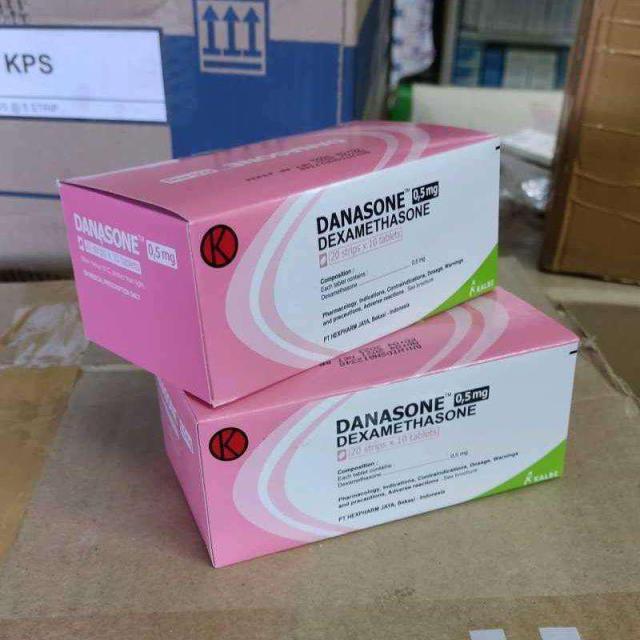 KPS
DANASONE™ 0,5 mg
DANASONE™ 0,5 mg
DEXAMETHASONE
20 strips x 10 tablets
Composition :
Each tablet contains :
Dexamethasone 0,5 mg
Pharmacology, Indications, Contraindications, Dosage, Warnings
and precautions, Adverse reactions : See brochure
PT HEXPHARM JAYA, Bekasi - Indonesia
KALBE
K
DANASONE™ 0,5 mg
DEXAMETHASONE
20 strips x 10 tablets
Composition :
Each tablet contains :
Dexamethasone 0,5 mg
Pharmacology, Indications, Contraindications, Dosage, Warnings
and precautions, Adverse reactions : See brochure
PT HEXPHARM JAYA, Bekasi - Indonesia
KALBE
K